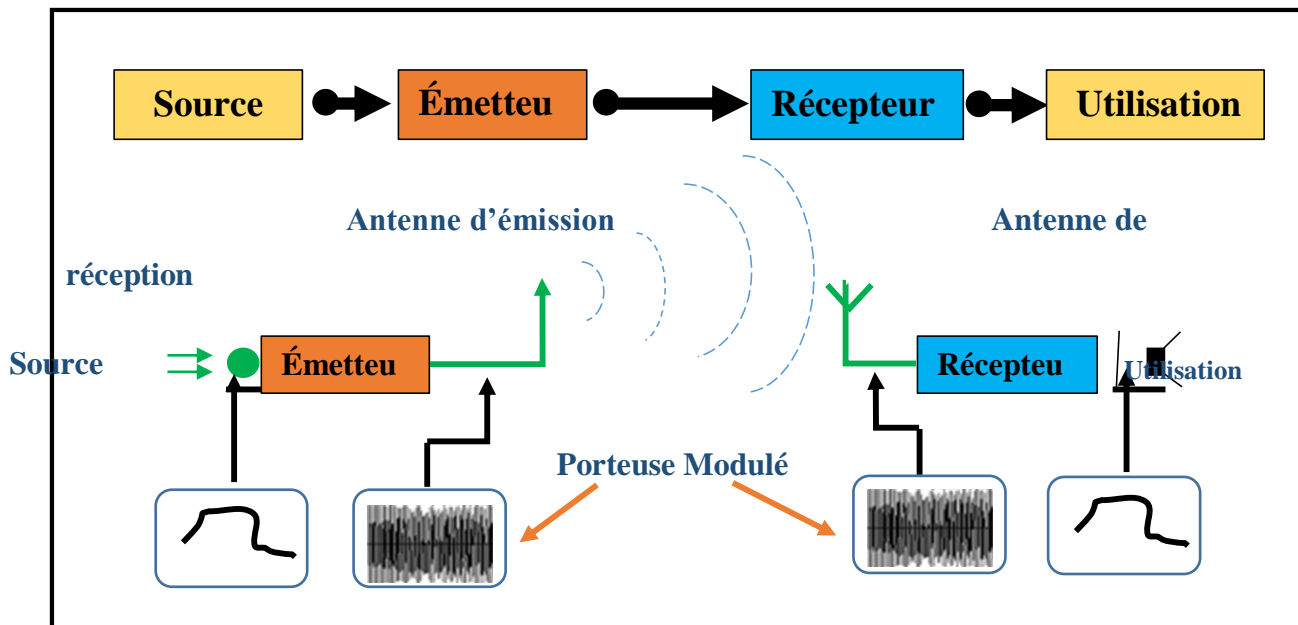 Source Émetteu Récepteur Utilisation
Antenne d'émission Antenne de
réception
Source Émetteu Récepteu Utilisation
Porteuse Modulé